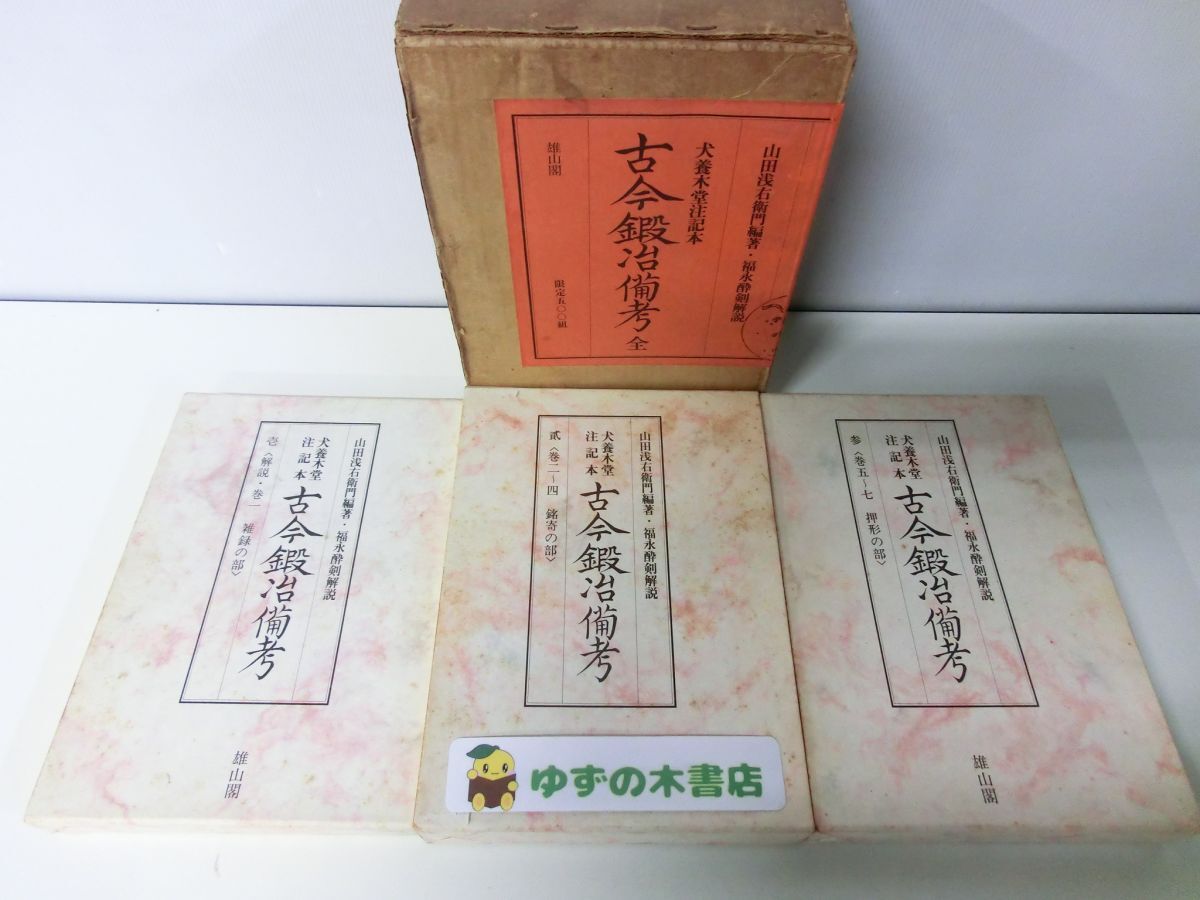 山田浅右衛門編著・福永酔剣解説
犬養木堂注記本
古今鍛冶備考 全
限定五〇〇組
雄山閣
山田浅右衛門編著・福永酔剣解説
犬養木堂
注記本
古今鍛冶備考
壱〈解説・巻一 雑録の部〉
雄山閣
山田浅右衛門編著・福永酔剣解説
犬養木堂
注記本
古今鍛冶備考
貮〈巻二〜四 銘寄の部〉
山田浅右衛門編著・福永酔剣解説
犬養木堂
注記本
古今鍛冶備考
参〈巻五〜七 押形の部〉
雄山閣
ゆずの木書店